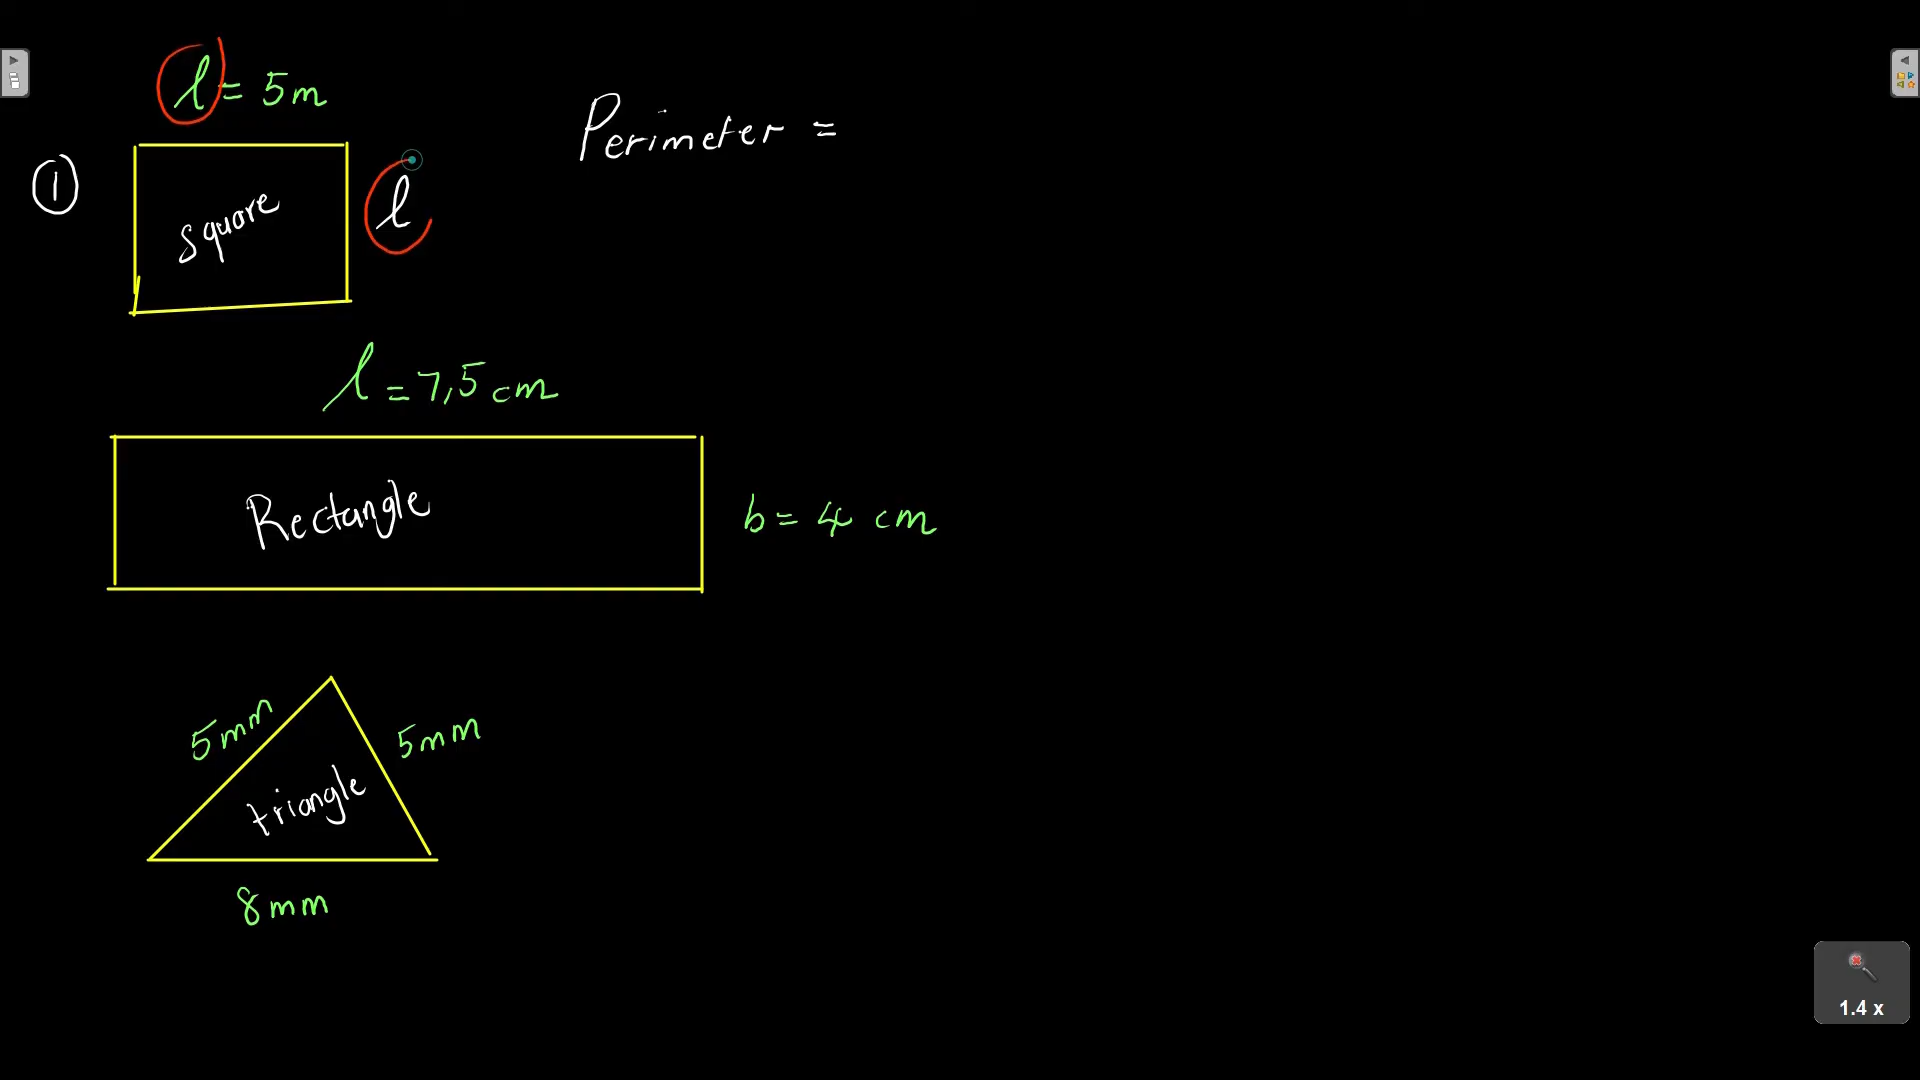 l = 5m
Perimeter =
①
square
l
l = 7,5 cm
Rectangle
b = 4 cm
5mm
5mm
triangle
8mm
1.4 x